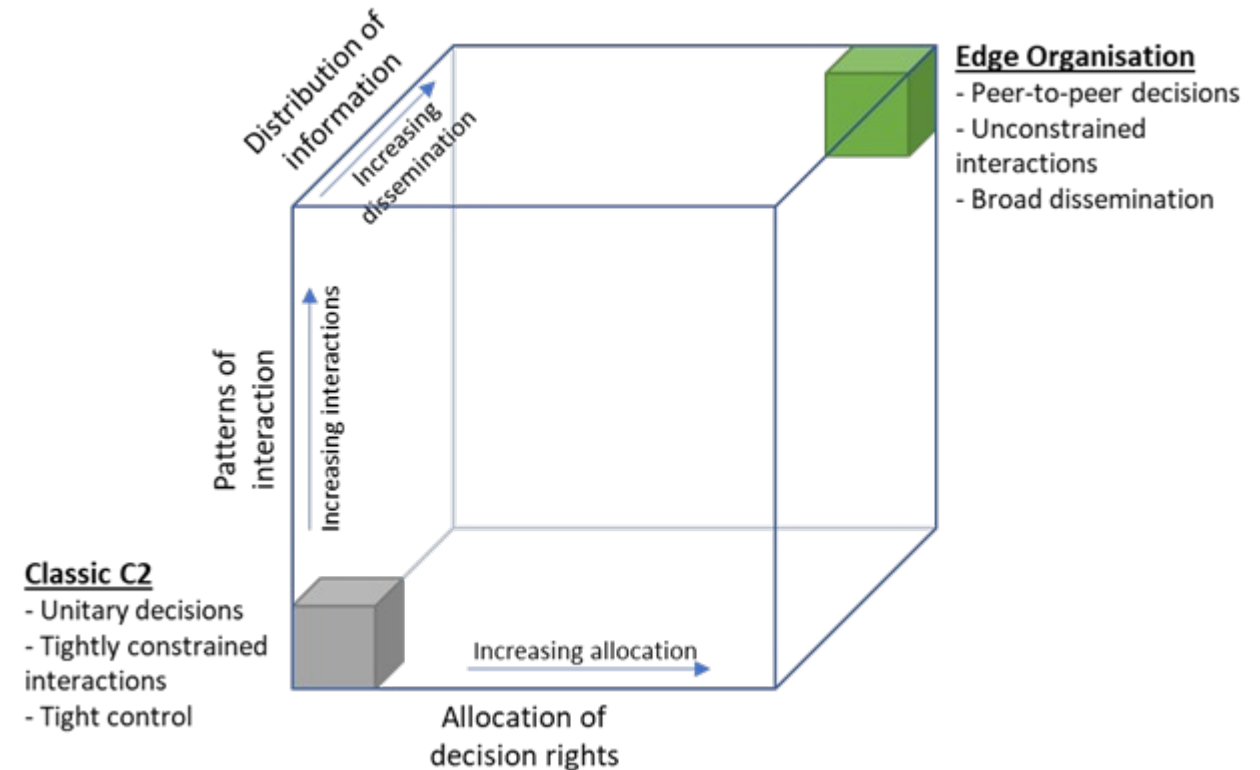 Distribution of
information
Increasing
dissemination
Edge Organisation
- Peer-to-peer decisions
- Unconstrained
interactions
- Broad dissemination
Patterns of
interaction
Increasing interactions
Classic C2
- Unitary decisions
- Tightly constrained
interactions
- Tight control
Increasing allocation
Allocation of
decision rights